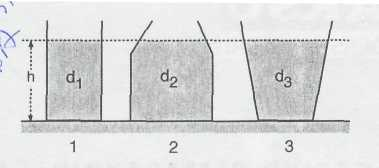 h d₁ d₂ d₃
1 2 3